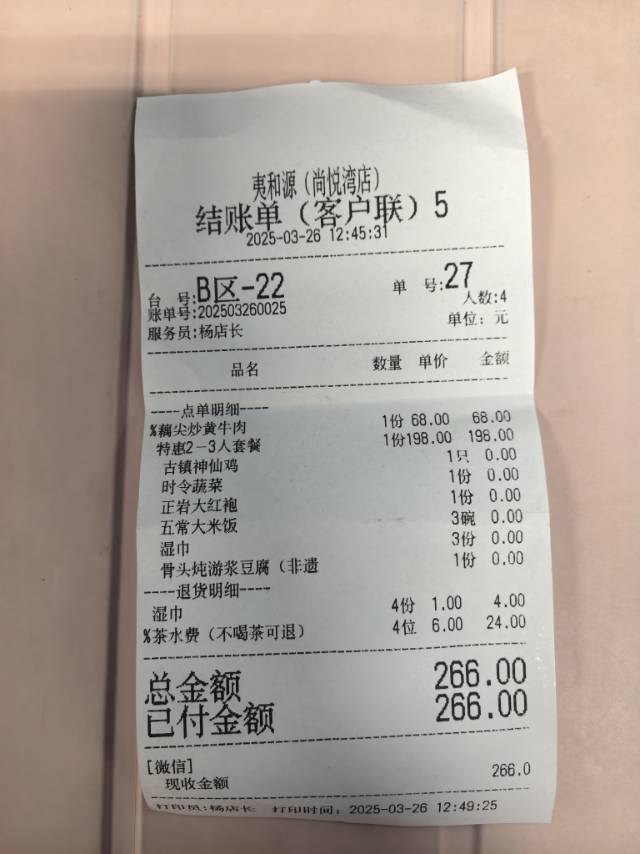 夷和源（尚悦湾店）
结账单（客户联）5
2025-03-26 12:45:31
台 号:B区-22 单 号:27
账单号:202503260025 人数:4
服务员:杨店长 单位: 元
品名 数量 单价 金额
----点单明细----
%藕尖炒黄牛肉 1份 68.00 68.00
特惠2-3人套餐 1份198.00 198.00
古镇神仙鸡 1只 0.00
时令蔬菜 1份 0.00
正岩大红袍 1份 0.00
五常大米饭 3碗 0.00
湿巾 3份 0.00
骨头炖游浆豆腐（非遗 1份 0.00
----退货明细----
湿巾 4份 1.00 4.00
%茶水费（不喝茶可退） 4位 6.00 24.00
总金额 266.00
已付金额 266.00
[微信]
现收金额 266.0
打印员:杨店长 打印时间: 2025-03-26 12:49:25